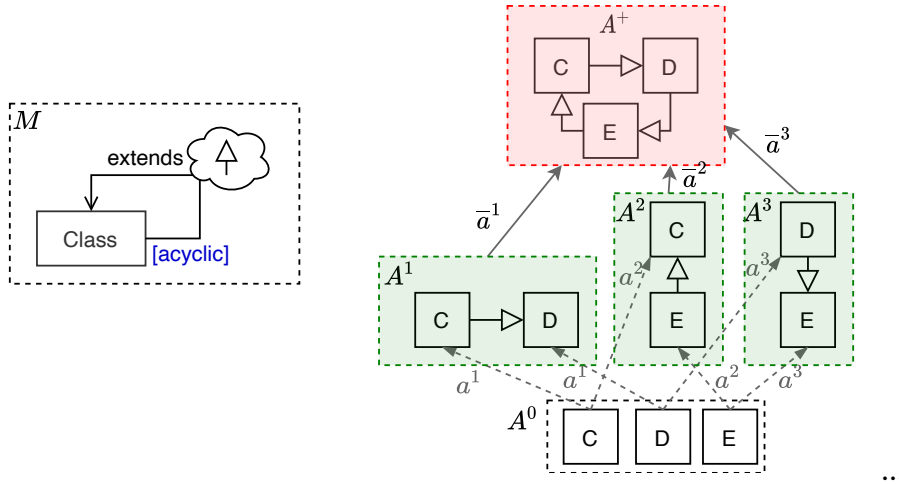 M
extends
Class
[acyclic]
A⁺
C
D
E
a̅¹
a̅²
a̅³
A¹
C
D
A²
C
E
A³
D
E
a²
a³
a¹
a¹
a²
a³
A⁰
C
D
E
..